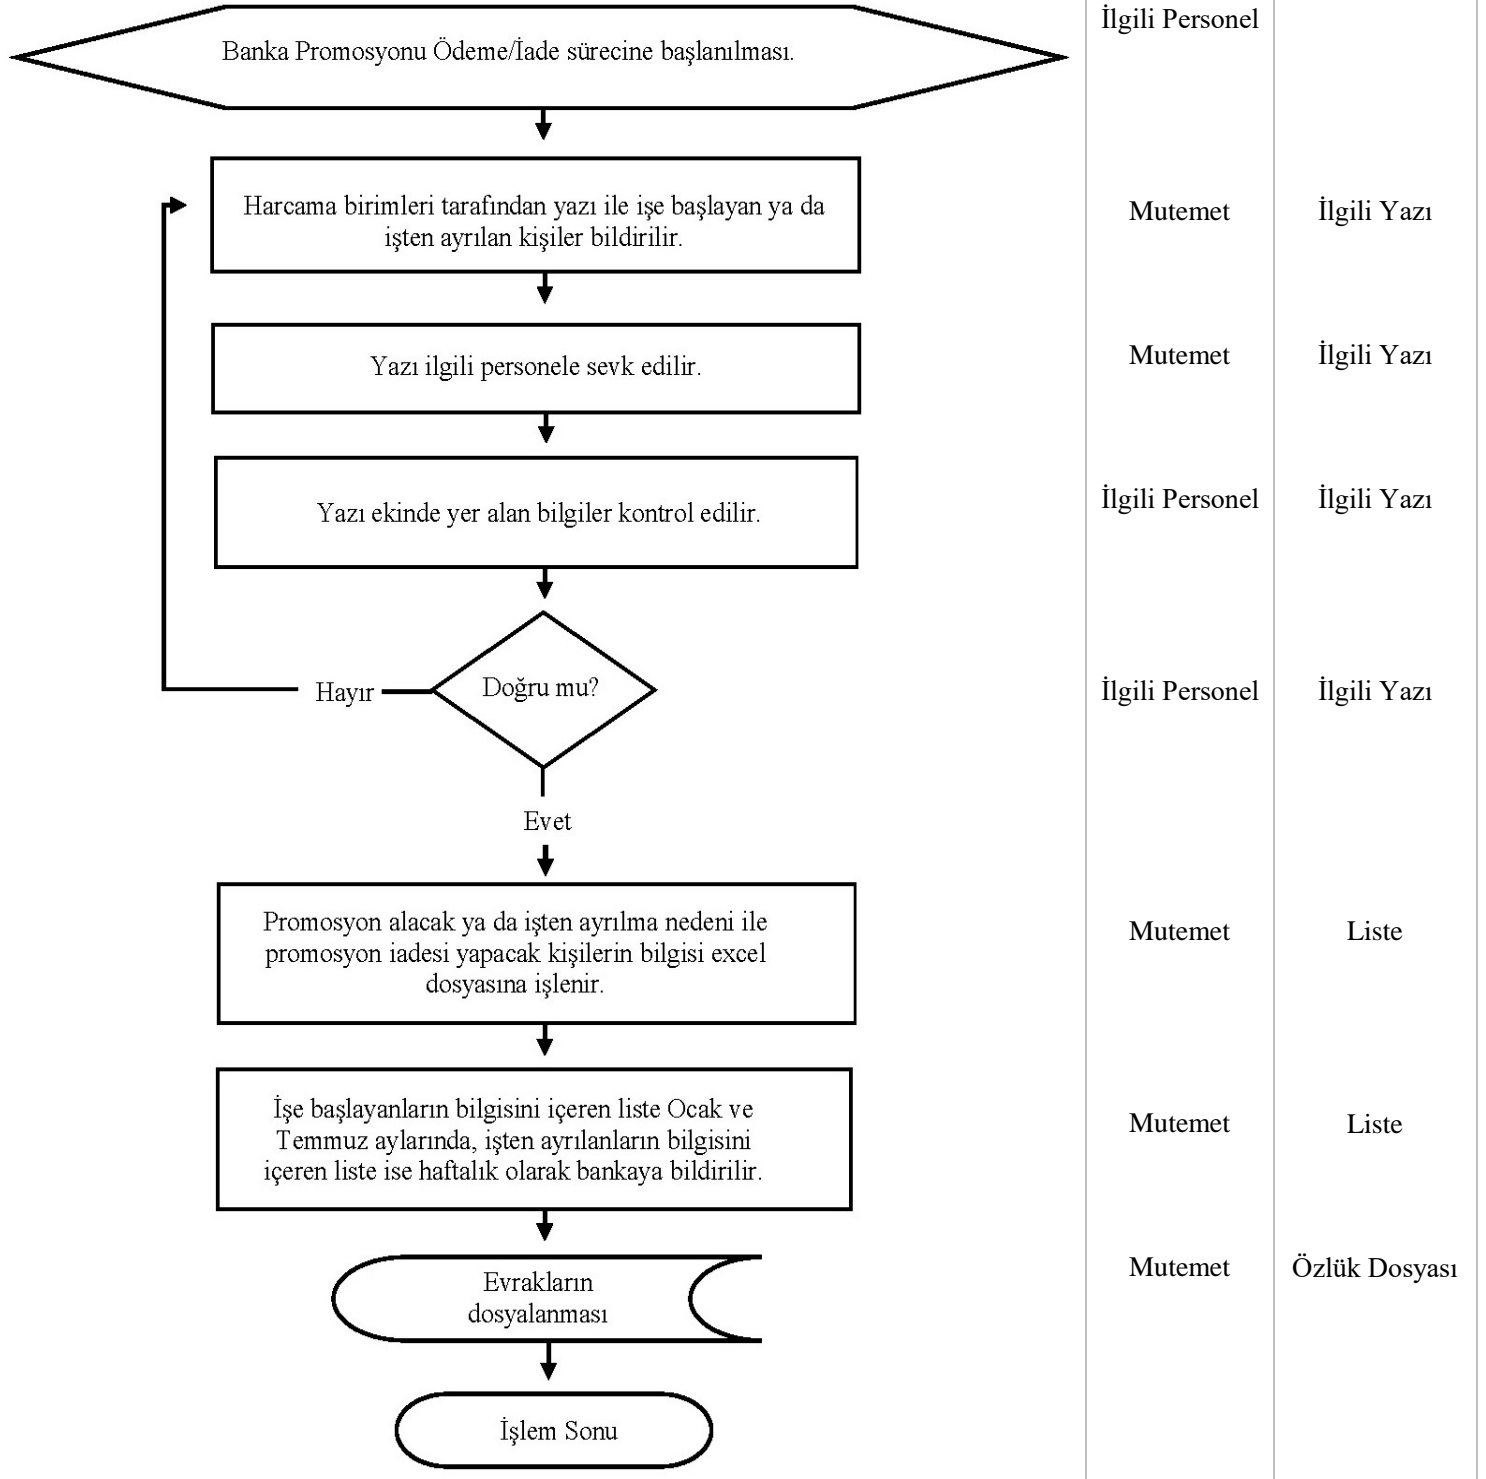 İlgili Personel
Banka Promosyonu Ödeme/İade sürecine başlanılması.
Harcama birimleri tarafından yazı ile işe başlayan ya da
işten ayrılan kişiler bildirilir.
Mutemet
İlgili Yazı
Yazı ilgili personele sevk edilir.
Mutemet
İlgili Yazı
Yazı ekinde yer alan bilgiler kontrol edilir.
İlgili Personel
İlgili Yazı
Doğru mu?
Hayır
İlgili Personel
İlgili Yazı
Evet
Promosyon alacak ya da işten ayrılma nedeni ile
promosyon iadesi yapacak kişilerin bilgisi excel
dosyasına işlenir.
Mutemet
Liste
İşe başlayanların bilgisini içeren liste Ocak ve
Temmuz aylarında, işten ayrılanların bilgisini
içeren liste ise haftalık olarak bankaya bildirilir.
Mutemet
Liste
Evrakların
dosyalanması
Mutemet
Özlük Dosyası
İşlem Sonu